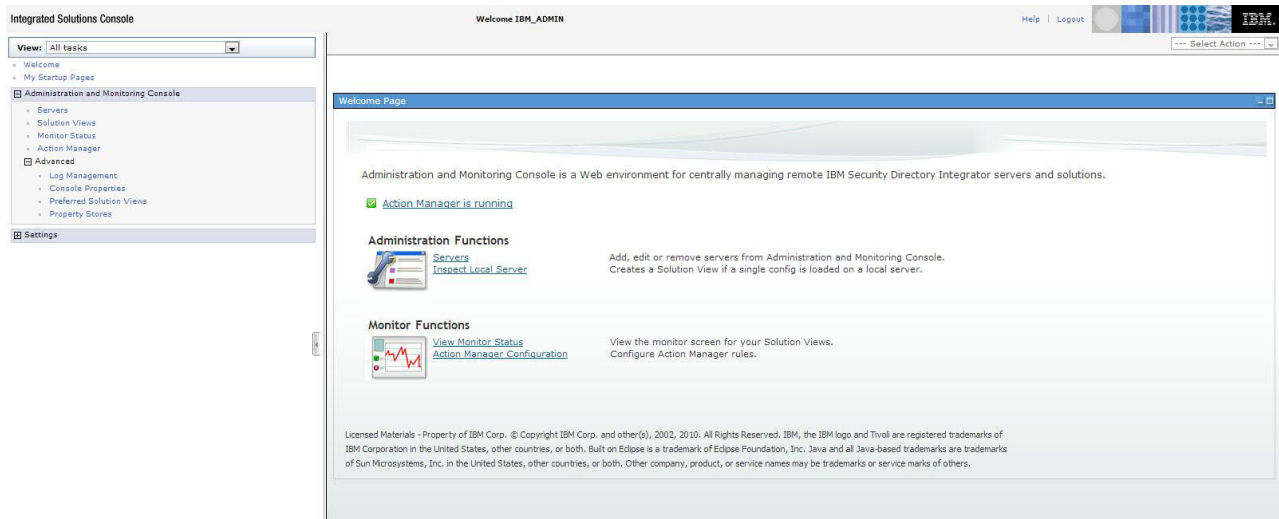 Integrated Solutions Console
Welcome IBM_ADMIN
Help | Logout
IBM.
View: All tasks
--- Select Action ---
Welcome
My Startup Pages
Administration and Monitoring Console
Servers
Solution Views
Monitor Status
Action Manager
Advanced
Log Management
Console Properties
Preferred Solution Views
Property Stores
Settings
Welcome Page
Administration and Monitoring Console is a Web environment for centrally managing remote IBM Security Directory Integrator servers and solutions.
Action Manager is running
Administration Functions
Servers
Add, edit or remove servers from Administration and Monitoring Console.
Inspect Local Server
Creates a Solution View if a single config is loaded on a local server.
Monitor Functions
View Monitor Status
View the monitor screen for your Solution Views.
Action Manager Configuration
Configure Action Manager rules.
Licensed Materials - Property of IBM Corp. © Copyright IBM Corp. and other(s), 2002, 2010. All Rights Reserved. IBM, the IBM logo and Tivoli are registered trademarks of
IBM Corporation in the United States, other countries, or both. Built on Eclipse is a trademark of Eclipse Foundation, Inc. Java and all Java-based trademarks are trademarks
of Sun Microsystems, Inc. in the United States, other countries, or both. Other company, product, or service names may be trademarks or service marks of others.